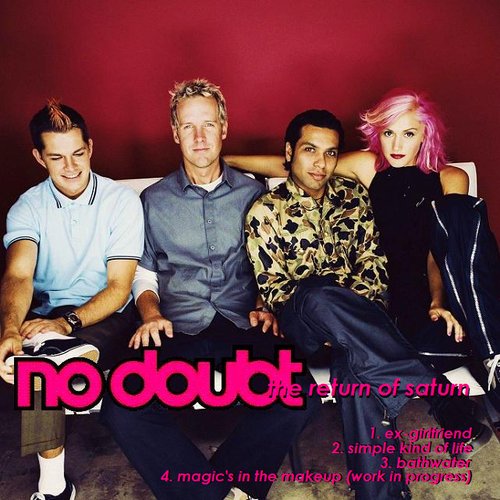 no doubt
the return of saturn
1. ex-girlfriend
2. simple kind of life
3. bathwater
4. magic's in the makeup (work in progress)